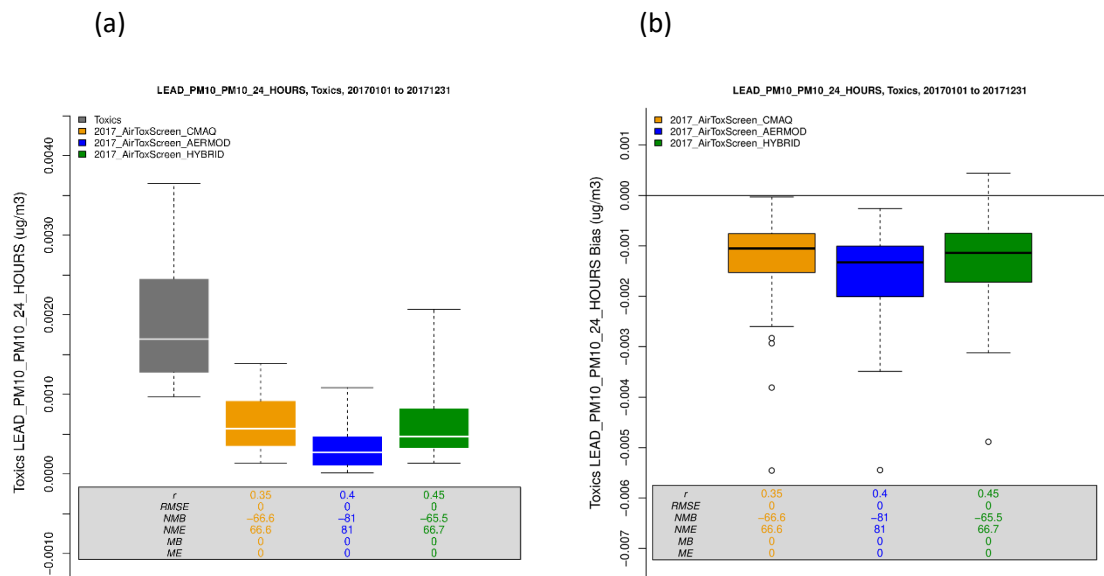 (a)
LEAD_PM10_PM10_24_HOURS, Toxics, 20170101 to 20171231
Toxics
2017_AirToxScreen_CMAQ
2017_AirToxScreen_AERMOD
2017_AirToxScreen_HYBRID
Toxics LEAD_PM10_PM10_24_HOURS (ug/m3)
0.0040
0.0030
0.0020
0.0010
0.0000
−0.0010
r 0.35 0.4 0.45
RMSE 0 0 0
NMB −66.6 −81 −65.5
NME 66.6 81 66.7
MB 0 0 0
ME 0 0 0
(b)
LEAD_PM10_PM10_24_HOURS, Toxics, 20170101 to 20171231
2017_AirToxScreen_CMAQ
2017_AirToxScreen_AERMOD
2017_AirToxScreen_HYBRID
Toxics LEAD_PM10_PM10_24_HOURS Bias (ug/m3)
0.001
0.000
−0.001
−0.002
−0.003
−0.004
−0.005
−0.006
−0.007
r 0.35 0.4 0.45
RMSE 0 0 0
NMB −66.6 −81 −65.5
NME 66.6 81 66.7
MB 0 0 0
ME 0 0 0